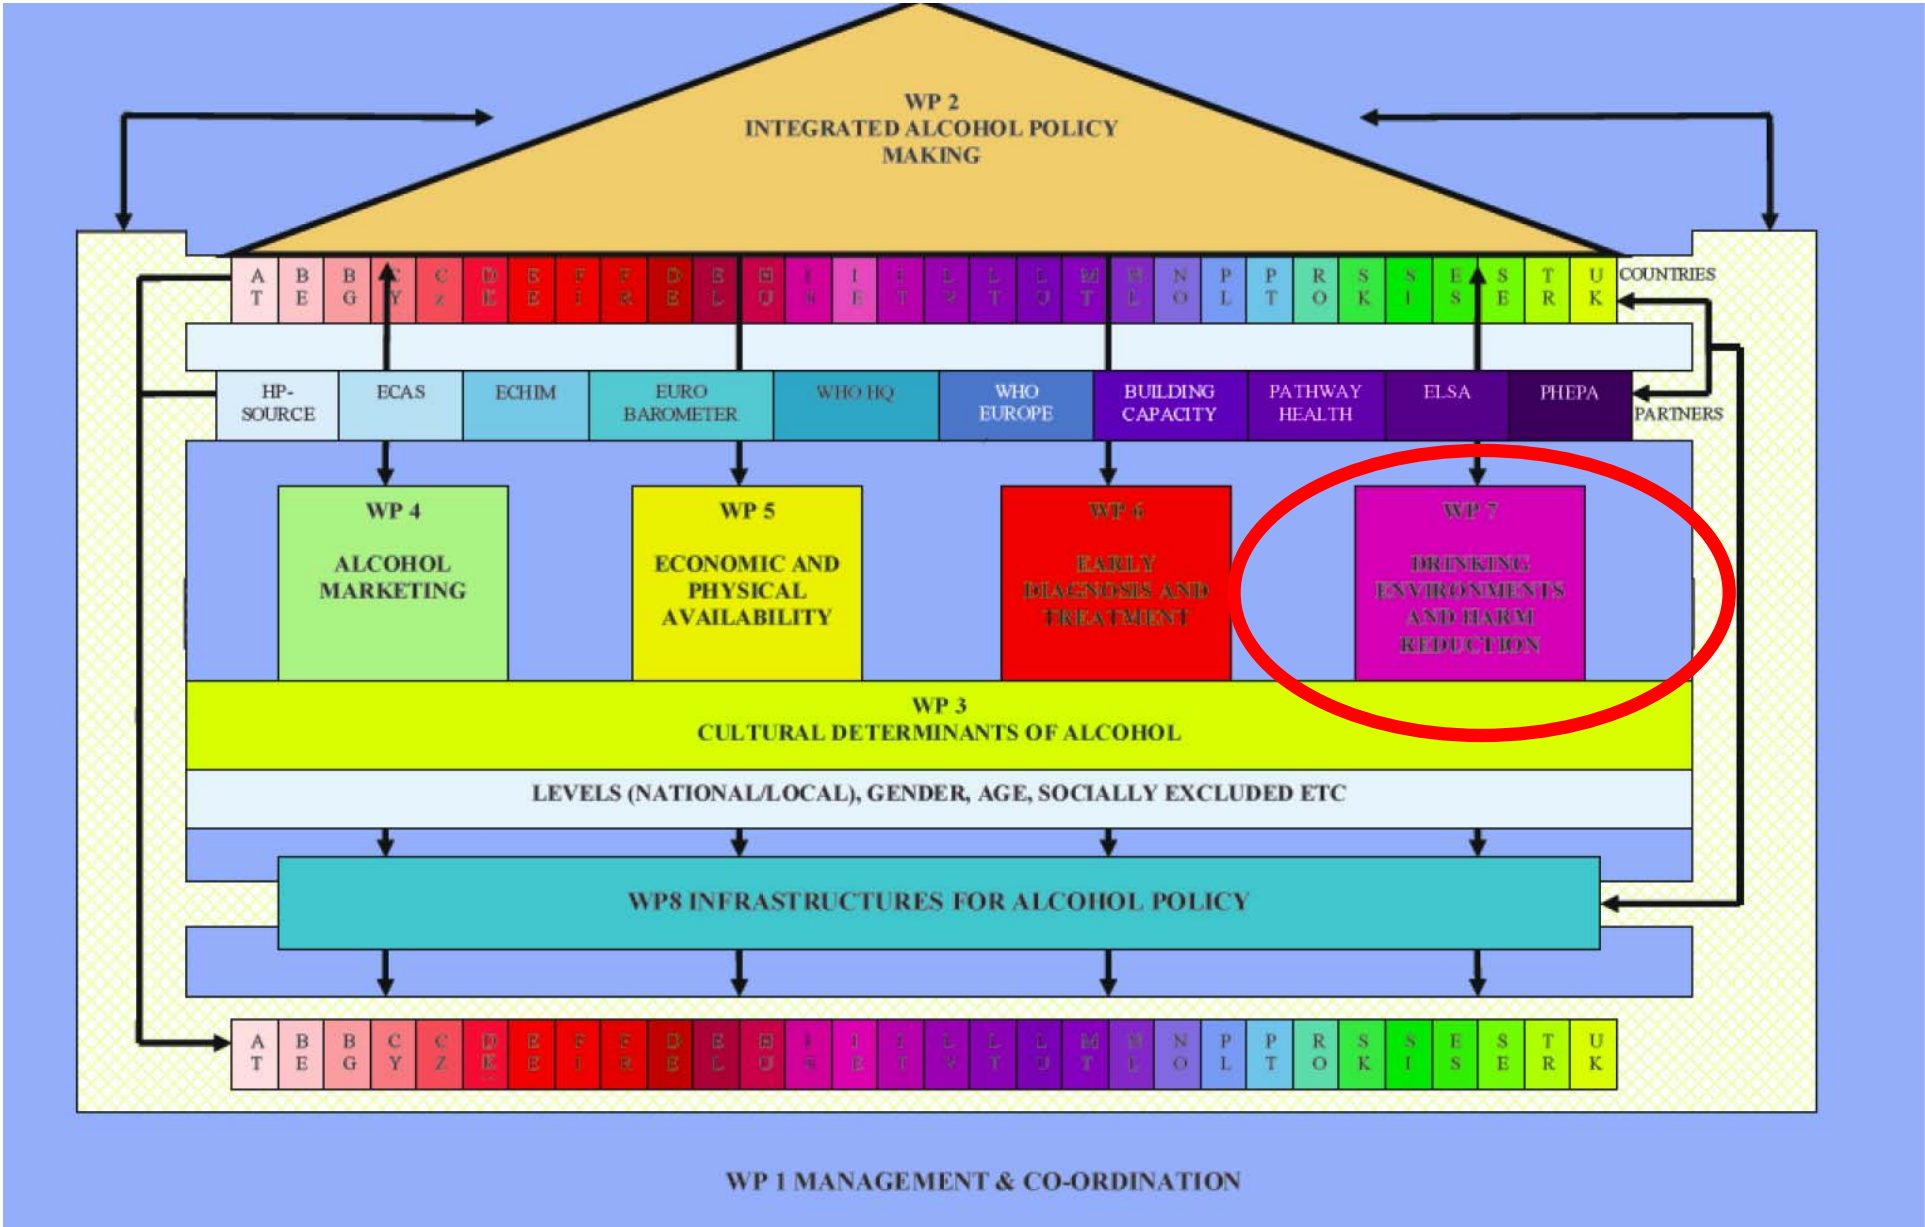 WP 2
INTEGRATED ALCOHOL POLICY
MAKING
A B B C C D E F F D E H I I I L L L M N N P P R S S E S T U
T E G Y z K E I R E L U E T V T U T L O L T O K I S E R K
COUNTRIES
HP-
SOURCE
ECAS
ECHIM
EURO
BAROMETER
WHO HQ
WHO
EUROPE
BUILDING
CAPACITY
PATHWAY
HEALTH
ELSA
PHEPA
PARTNERS
WP 4
ALCOHOL
MARKETING
WP 5
ECONOMIC AND
PHYSICAL
AVAILABILITY
WP 6
EARLY
DIAGNOSIS AND
TREATMENT
WP 7
DRINKING
ENVIRONMENTS
AND HARM
REDUCTION
WP 3
CULTURAL DETERMINANTS OF ALCOHOL
LEVELS (NATIONAL/LOCAL), GENDER, AGE, SOCIALLY EXCLUDED ETC
WP8 INFRASTRUCTURES FOR ALCOHOL POLICY
A B B C C D E F F D E H I I I L L L M N N P P R S S E S T U
T E G Y Z K E I R E L U E T V T U T L O L T O K I S E R K
WP 1 MANAGEMENT & CO-ORDINATION